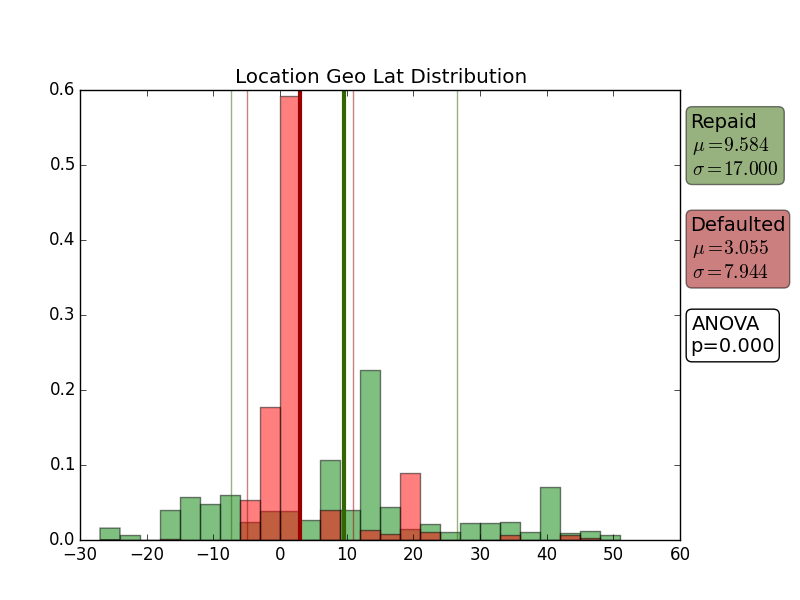 Location Geo Lat Distribution
0.6
0.5
0.4
0.3
0.2
0.1
0.0
−30 −20 −10 0 10 20 30 40 50 60
Repaid
μ=9.584
σ=17.000
Defaulted
μ=3.055
σ=7.944
ANOVA
p=0.000